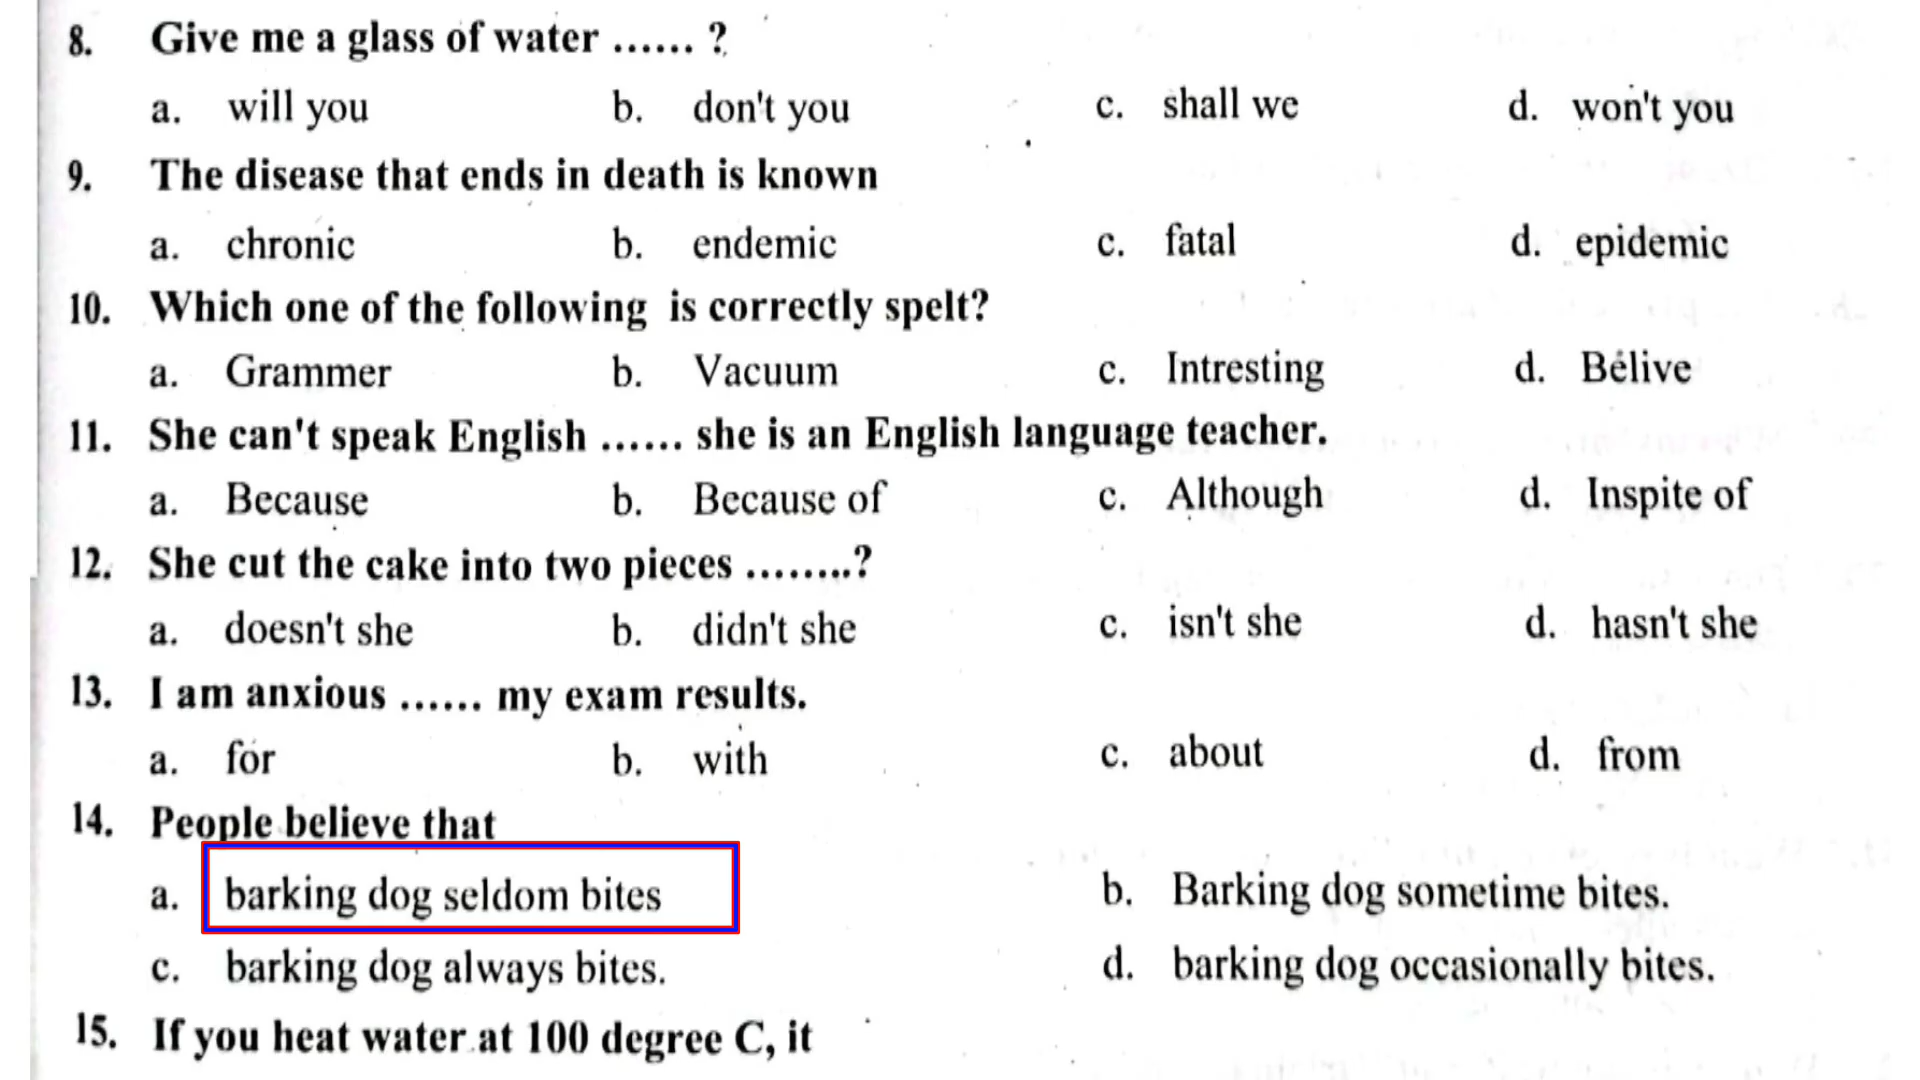 8. Give me a glass of water ...... ?
a. will you b. don't you c. shall we d. won't you
9. The disease that ends in death is known
a. chronic b. endemic c. fatal d. epidemic
10. Which one of the following is correctly spelt?
a. Grammer b. Vacuum c. Intresting d. Belive
11. She can't speak English ...... she is an English language teacher.
a. Because b. Because of c. Although d. Inspite of
12. She cut the cake into two pieces ........?
a. doesn't she b. didn't she c. isn't she d. hasn't she
13. I am anxious ...... my exam results.
a. for b. with c. about d. from
14. People believe that
a. barking dog seldom bites b. Barking dog sometime bites.
c. barking dog always bites. d. barking dog occasionally bites.
15. If you heat water at 100 degree C, it